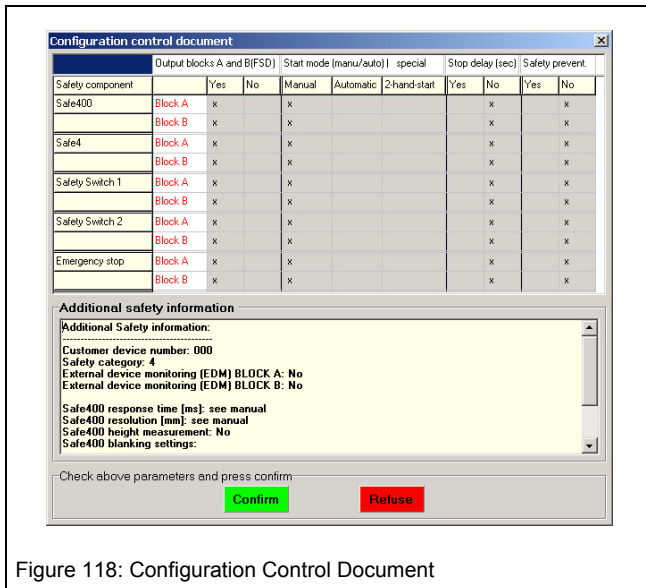 Configuration control document
Output blocks A and B(FSD) Start mode (manu/auto) | special Stop delay (sec) Safety prevent.
Safety component Yes No Manual Automatic 2-hand-start Yes No Yes No
Safe400 Block A x x x x
Block B x x x x
Safe4 Block A x x x x
Block B x x x x
Safety Switch 1 Block A x x x x
Block B x x x x
Safety Switch 2 Block A x x x x
Block B x x x x
Emergency stop Block A x x x x
Block B x x x x
Additional safety information
Additional Safety information:
----------------------------------------
Customer device number: 000
Safety category: 4
External device monitoring (EDM) BLOCK A: No
External device monitoring (EDM) BLOCK B: No
Safe400 response time [ms]: see manual
Safe400 resolution [mm]: see manual
Safe400 height measurement: No
Safe400 blanking settings:
Check above parameters and press confirm
Confirm Refuse
Figure 118: Configuration Control Document